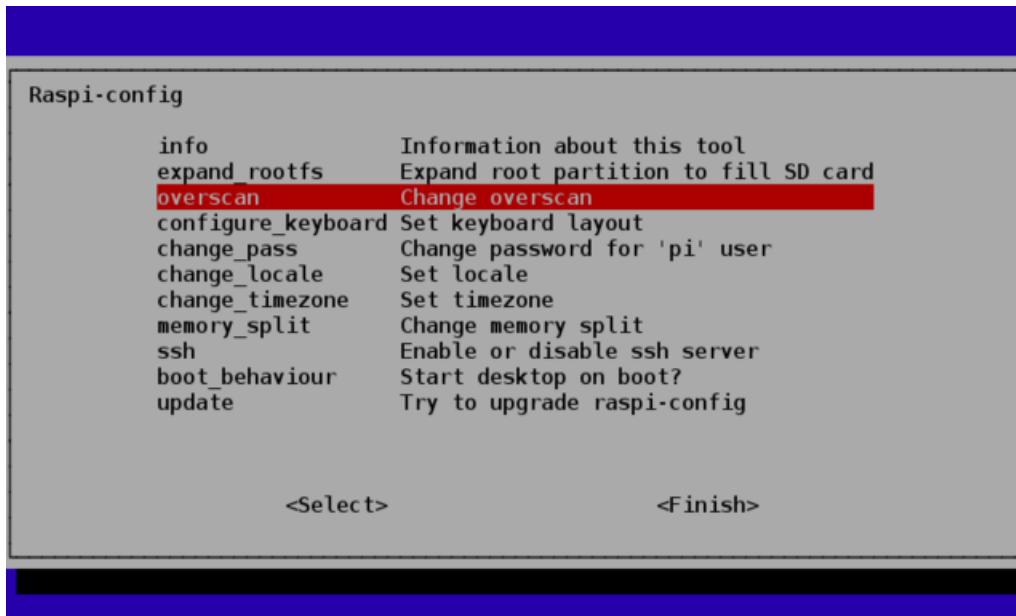 Raspi-config
info Information about this tool
expand_rootfs Expand root partition to fill SD card
overscan Change overscan
configure_keyboard Set keyboard layout
change_pass Change password for 'pi' user
change_locale Set locale
change_timezone Set timezone
memory_split Change memory split
ssh Enable or disable ssh server
boot_behaviour Start desktop on boot?
update Try to upgrade raspi-config
<Select> <Finish>